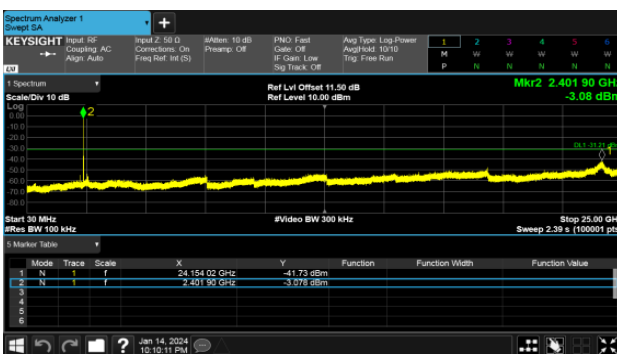 Spectrum Analyzer 1
Swept SA
KEYSIGHT
Input: RF
Coupling: AC
Align: Auto
Input Z: 50 Ω
Corrections: On
Freq Ref: Int (S)
#Atten: 10 dB
Preamp: Off
PNO: Fast
Gate: Off
IF Gain: Low
Sig Track: Off
Avg Type: Log-Power
Avg|Hold: 10/10
Trig: Free Run
1 2 3 4 5 6
M W W W W W
P N N N N N
LXI
1 Spectrum
Scale/Div 10 dB
Ref Lvl Offset 11.50 dB
Ref Level 10.00 dBm
Mkr2 2.401 90 GHz
-3.08 dBm
Log
0.00
-10.0
-20.0
-30.0
-40.0
-50.0
-60.0
-70.0
-80.0
2
DL1 -31.21 dBm
1
Start 30 MHz
#Res BW 100 kHz
#Video BW 300 kHz
Stop 25.00 GHz
Sweep 2.39 s (100001 pts)
5 Marker Table
Mode Trace Scale X Y Function Function Width Function Value
1 N 1 f 24.154 02 GHz -41.73 dBm
2 N 1 f 2.401 90 GHz -3.078 dBm
3
4
5
6
?
Jan 14, 2024
10:10:11 PM